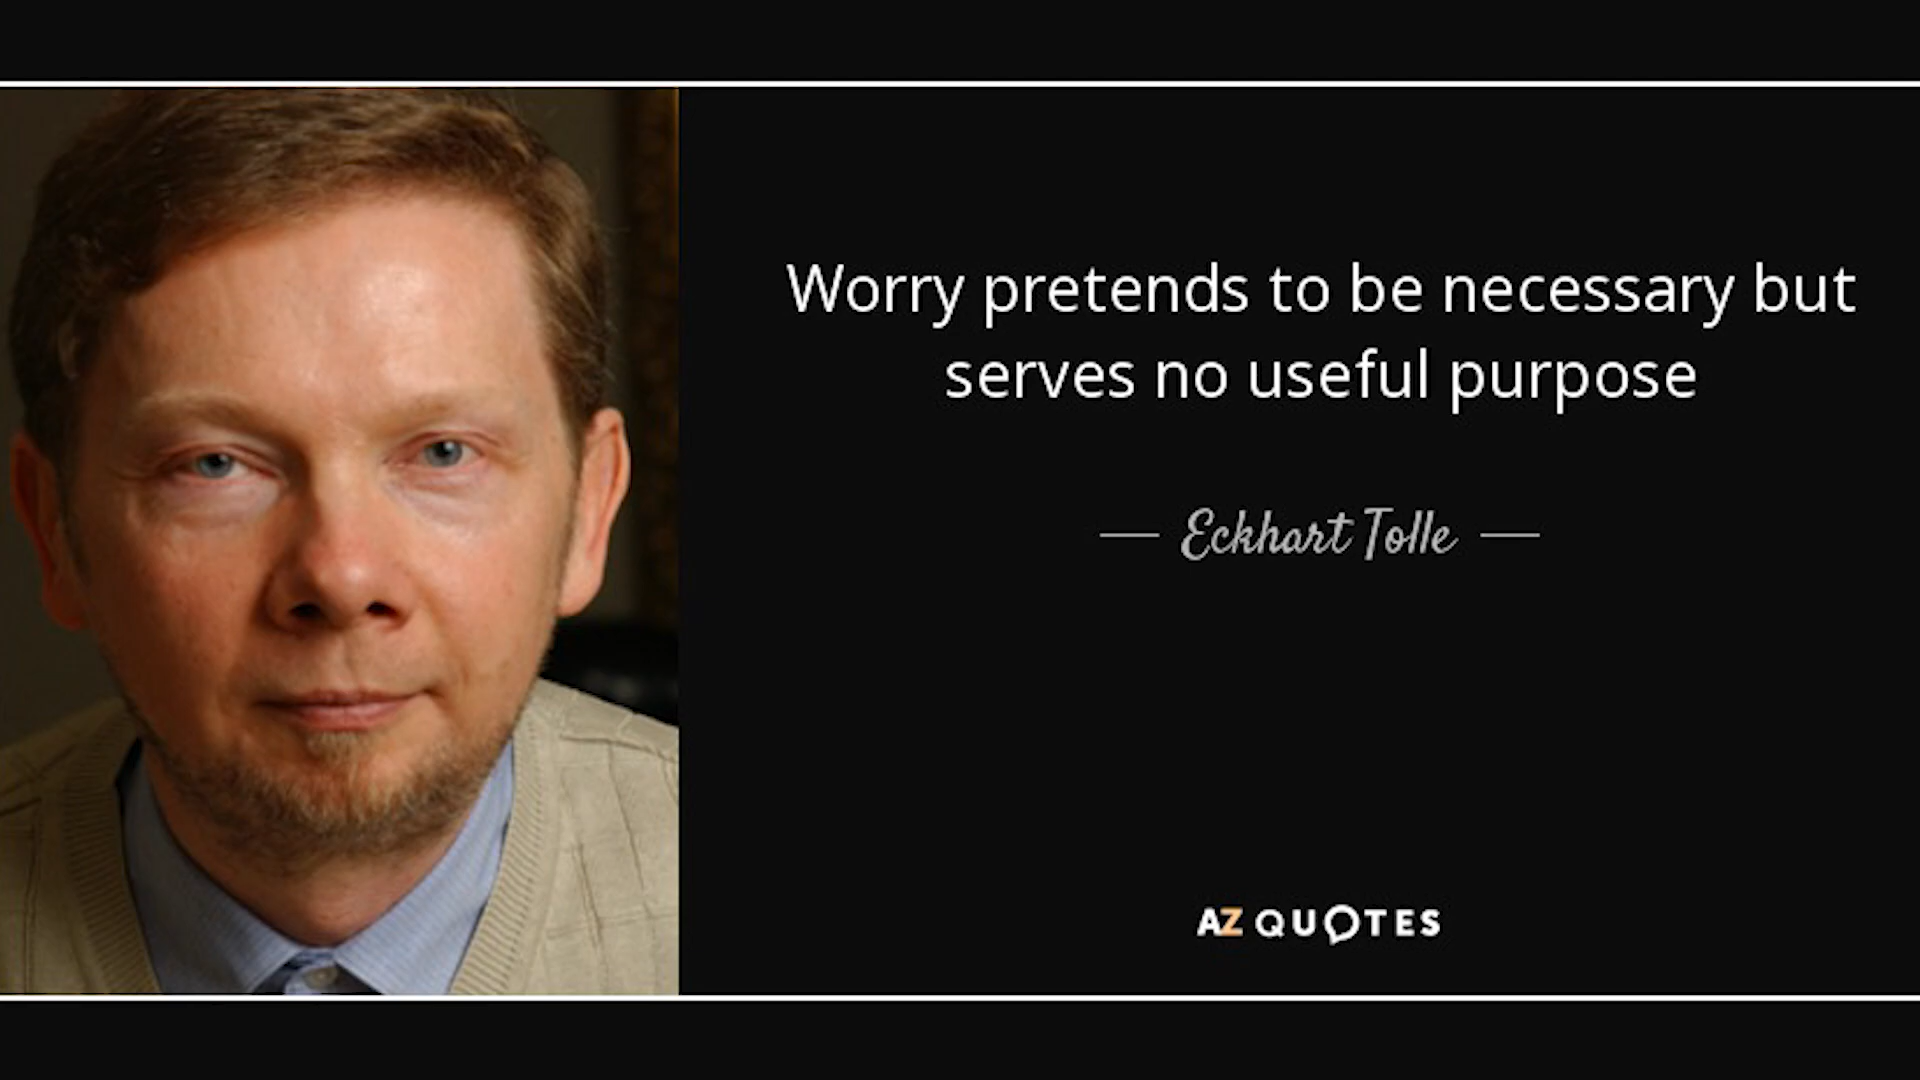 Worry pretends to be necessary but
serves no useful purpose
Eckhart Tolle
AZ QUOTES